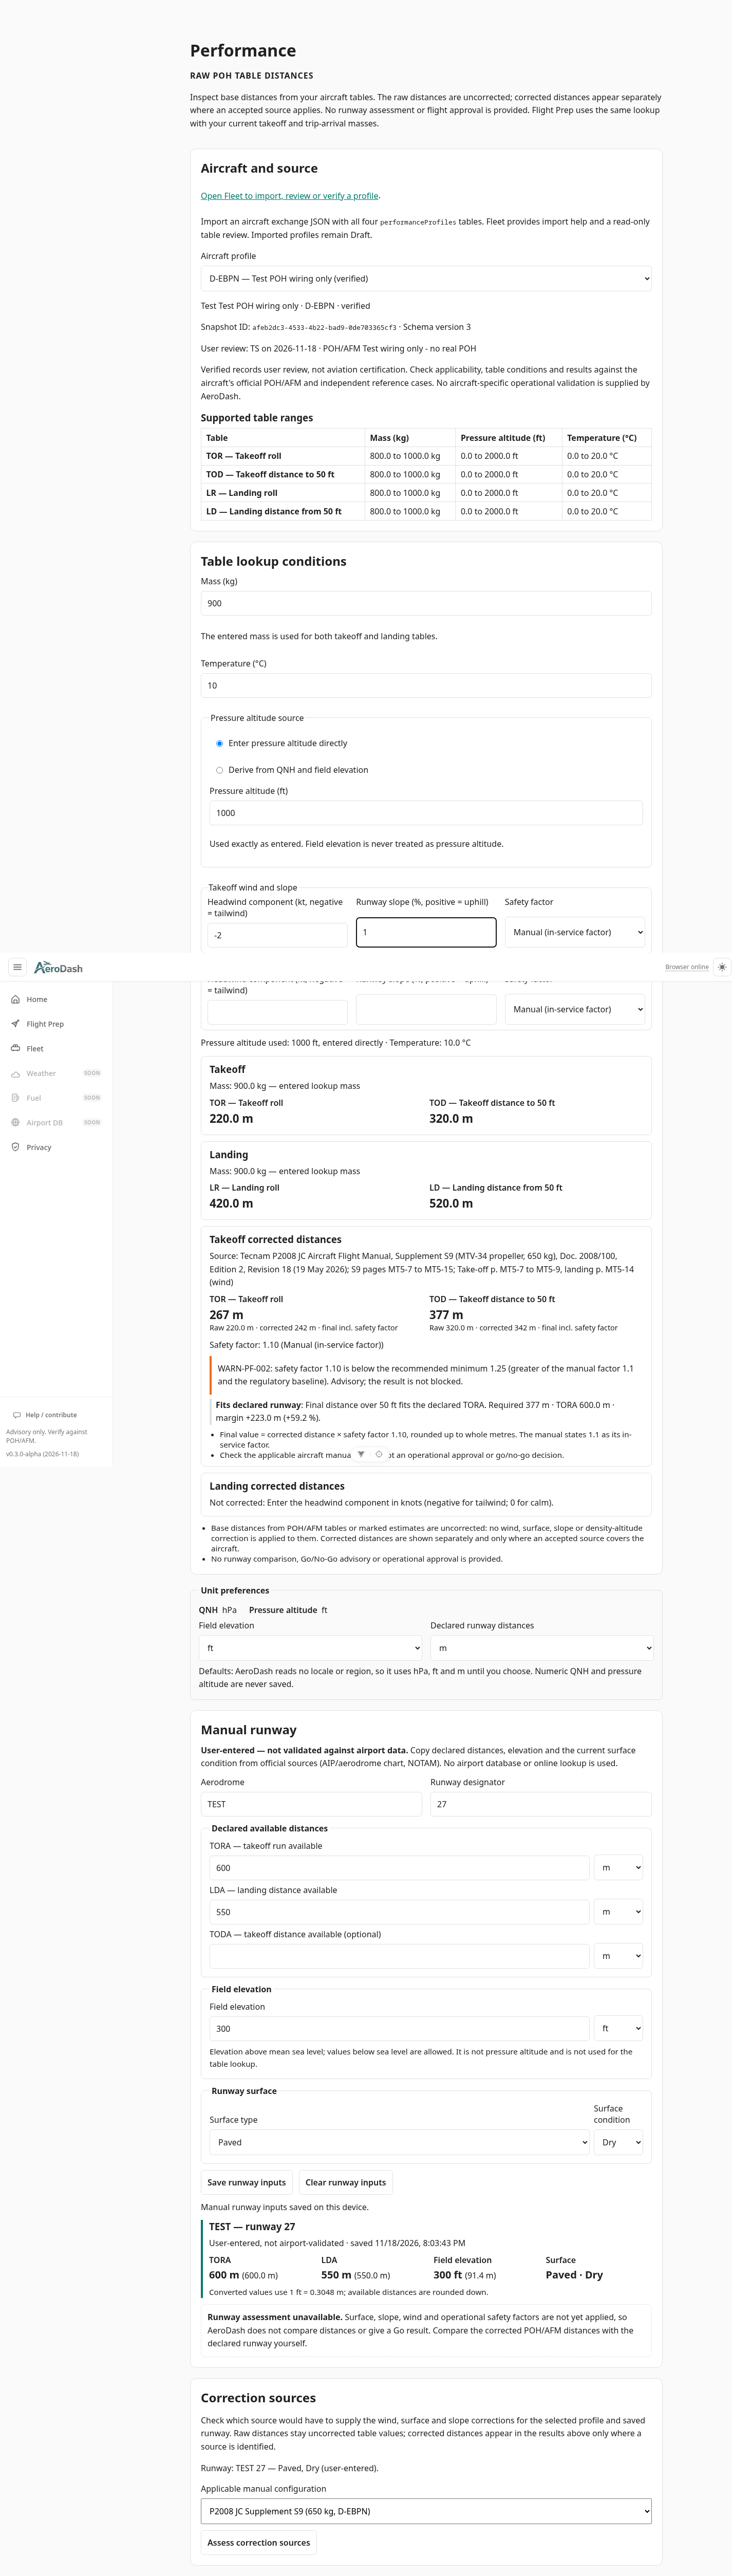 Performance
RAW POH TABLE DISTANCES
Inspect base distances from your aircraft tables. The raw distances are uncorrected; corrected distances appear separately
where an accepted source applies. No runway assessment or flight approval is provided. Flight Prep uses the same lookup
with your current takeoff and trip-arrival masses.
Aircraft and source
Open Fleet to import, review or verify a profile.
Import an aircraft exchange JSON with all four performanceProfiles tables. Fleet provides import help and a read-only
table review. Imported profiles remain Draft.
Aircraft profile
D-EBPN — Test POH wiring only (verified)
Test Test POH wiring only · D-EBPN · verified
Snapshot ID: afeb2dc3-4533-4b22-bad9-0de703365cf3 · Schema version 3
User review: TS on 2026-11-18 · POH/AFM Test wiring only - no real POH
Verified records user review, not aviation certification. Check applicability, table conditions and results against the
aircraft's official POH/AFM and independent reference cases. No aircraft-specific operational validation is supplied by
AeroDash.
Supported table ranges
Table Mass (kg) Pressure altitude (ft) Temperature (°C)
TOR — Takeoff roll 800.0 to 1000.0 kg 0.0 to 2000.0 ft 0.0 to 20.0 °C
TOD — Takeoff distance to 50 ft 800.0 to 1000.0 kg 0.0 to 2000.0 ft 0.0 to 20.0 °C
LR — Landing roll 800.0 to 1000.0 kg 0.0 to 2000.0 ft 0.0 to 20.0 °C
LD — Landing distance from 50 ft 800.0 to 1000.0 kg 0.0 to 2000.0 ft 0.0 to 20.0 °C
Table lookup conditions
Mass (kg)
900
The entered mass is used for both takeoff and landing tables.
Temperature (°C)
10
Pressure altitude source
Enter pressure altitude directly
Derive from QNH and field elevation
Pressure altitude (ft)
1000
Used exactly as entered. Field elevation is never treated as pressure altitude.
Takeoff wind and slope
Headwind component (kt, negative
= tailwind)
Runway slope (%, positive = uphill)
Safety factor
-2
1
Manual (in-service factor)
AeroDash
Browser online
= tailwind)
Manual (in-service factor)
Home
Flight Prep
Fleet
Weather SOON
Fuel SOON
Airport DB SOON
Privacy
Help / contribute
Advisory only. Verify against
POH/AFM.
v0.3.0-alpha (2026-11-18)
Pressure altitude used: 1000 ft, entered directly · Temperature: 10.0 °C
Takeoff
Mass: 900.0 kg — entered lookup mass
TOR — Takeoff roll TOD — Takeoff distance to 50 ft
220.0 m 320.0 m
Landing
Mass: 900.0 kg — entered lookup mass
LR — Landing roll LD — Landing distance from 50 ft
420.0 m 520.0 m
Takeoff corrected distances
Source: Tecnam P2008 JC Aircraft Flight Manual, Supplement S9 (MTV-34 propeller, 650 kg), Doc. 2008/100,
Edition 2, Revision 18 (19 May 2026); S9 pages MT5-7 to MT5-15; Take-off p. MT5-7 to MT5-9, landing p. MT5-14
(wind)
TOR — Takeoff roll TOD — Takeoff distance to 50 ft
267 m 377 m
Raw 220.0 m · corrected 242 m · final incl. safety factor Raw 320.0 m · corrected 342 m · final incl. safety factor
Safety factor: 1.10 (Manual (in-service factor))
WARN-PF-002: safety factor 1.10 is below the recommended minimum 1.25 (greater of the manual factor 1.1
and the regulatory baseline). Advisory; the result is not blocked.
Fits declared runway: Final distance over 50 ft fits the declared TORA. Required 377 m · TORA 600.0 m ·
margin +223.0 m (+59.2 %).
Final value = corrected distance × safety factor 1.10, rounded up to whole metres. The manual states 1.1 as its in-
service factor.
Check the applicable aircraft manua ot an operational approval or go/no-go decision.
Landing corrected distances
Not corrected: Enter the headwind component in knots (negative for tailwind; 0 for calm).
Base distances from POH/AFM tables or marked estimates are uncorrected: no wind, surface, slope or density-altitude
correction is applied to them. Corrected distances are shown separately and only where an accepted source covers the
aircraft.
No runway comparison, Go/No-Go advisory or operational approval is provided.
Unit preferences
QNH hPa Pressure altitude ft
Field elevation Declared runway distances
ft m
Defaults: AeroDash reads no locale or region, so it uses hPa, ft and m until you choose. Numeric QNH and pressure
altitude are never saved.
Manual runway
User-entered — not validated against airport data. Copy declared distances, elevation and the current surface
condition from official sources (AIP/aerodrome chart, NOTAM). No airport database or online lookup is used.
Aerodrome Runway designator
TEST 27
Declared available distances
TORA — takeoff run available
600 m
LDA — landing distance available
550 m
TODA — takeoff distance available (optional)
m
Field elevation
Field elevation
300 ft
Elevation above mean sea level; values below sea level are allowed. It is not pressure altitude and is not used for the
table lookup.
Runway surface
Surface type
Surface
condition
Paved Dry
Save runway inputs Clear runway inputs
Manual runway inputs saved on this device.
TEST — runway 27
User-entered, not airport-validated · saved 11/18/2026, 8:03:43 PM
TORA LDA Field elevation Surface
600 m (600.0 m) 550 m (550.0 m) 300 ft (91.4 m) Paved · Dry
Converted values use 1 ft = 0.3048 m; available distances are rounded down.
Runway assessment unavailable. Surface, slope, wind and operational safety factors are not yet applied, so
AeroDash does not compare distances or give a Go result. Compare the corrected POH/AFM distances with the
declared runway yourself.
Correction sources
Check which source would have to supply the wind, surface and slope corrections for the selected profile and saved
runway. Raw distances stay uncorrected table values; corrected distances appear in the results above only where a
source is identified.
Runway: TEST 27 — Paved, Dry (user-entered).
Applicable manual configuration
P2008 JC Supplement S9 (650 kg, D-EBPN)
Assess correction sources